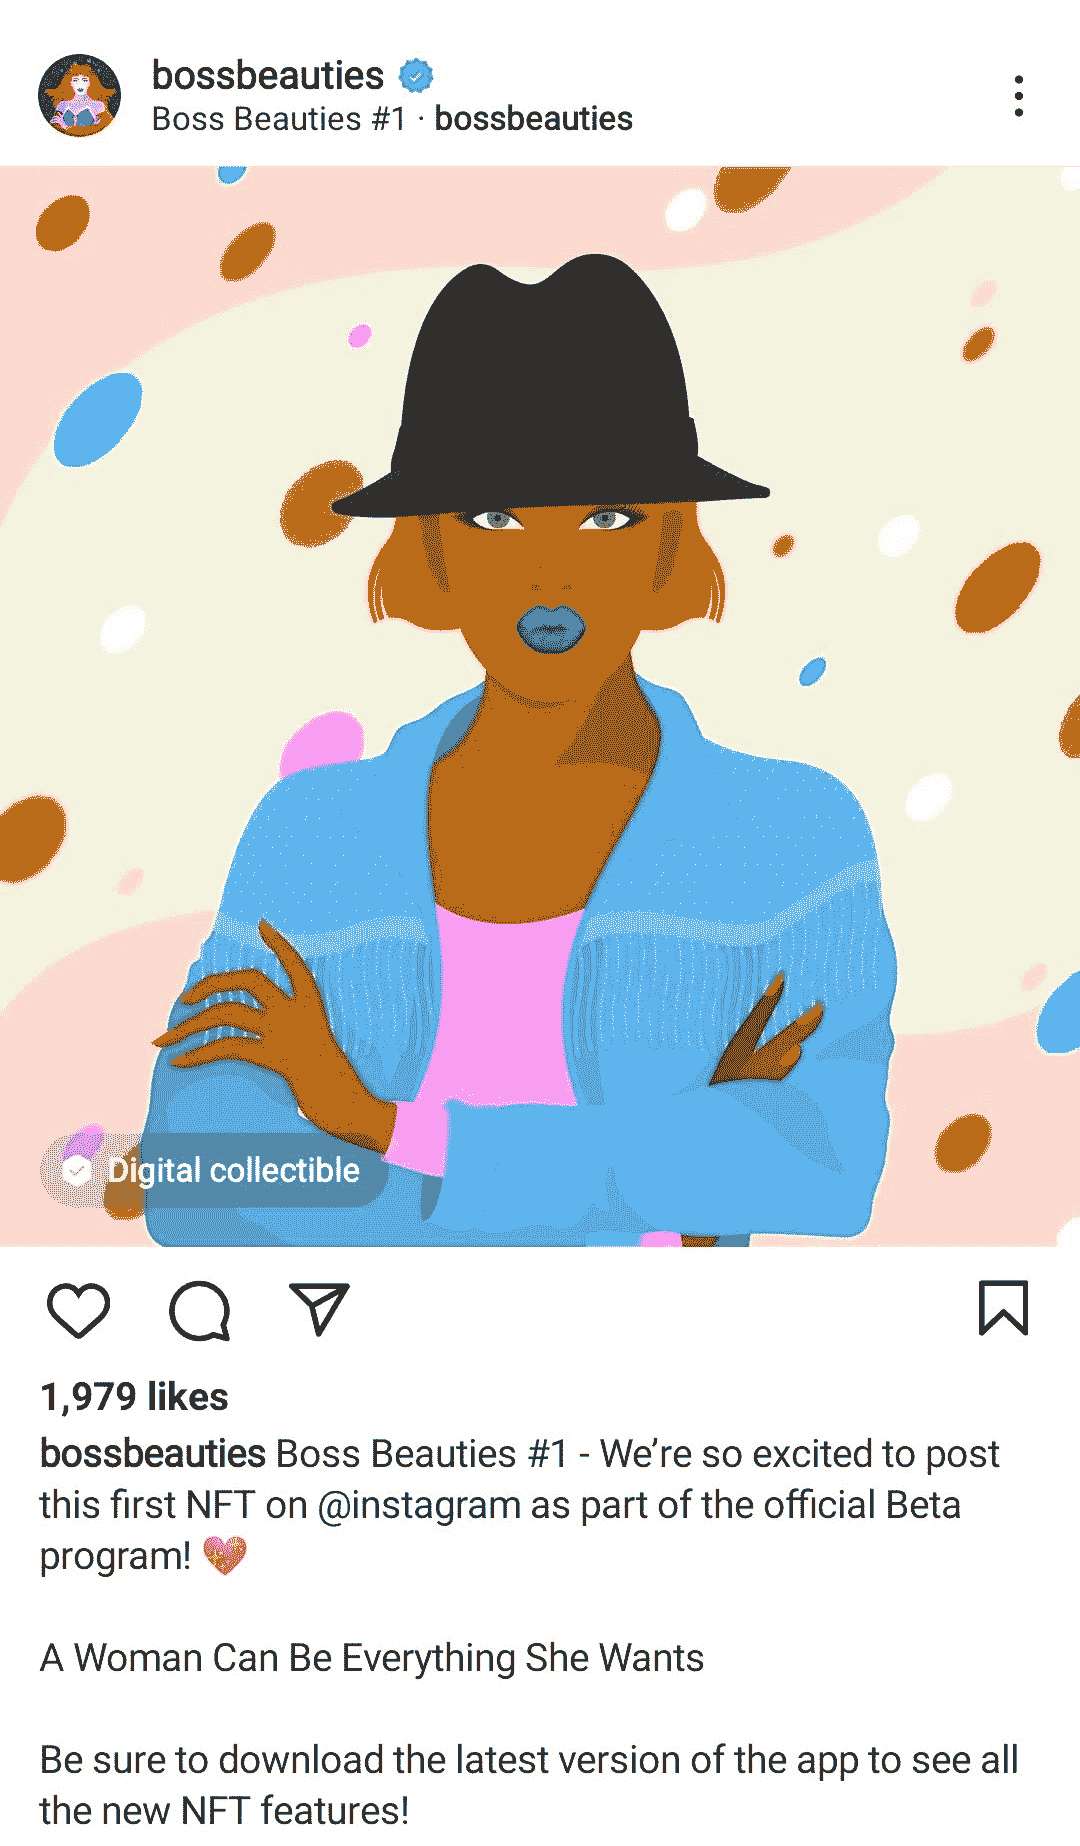 bossbeauties
Boss Beauties #1 · bossbeauties
Digital collectible
1,979 likes
bossbeauties Boss Beauties #1 - We’re so excited to post
this first NFT on @instagram as part of the official Beta
program! 💖
A Woman Can Be Everything She Wants
Be sure to download the latest version of the app to see all
the new NFT features!